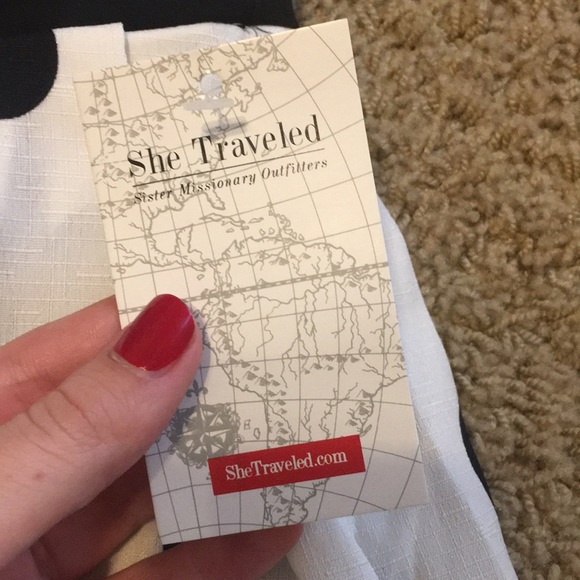 She Traveled
Sister Missionary Outfitters
SheTraveled.com